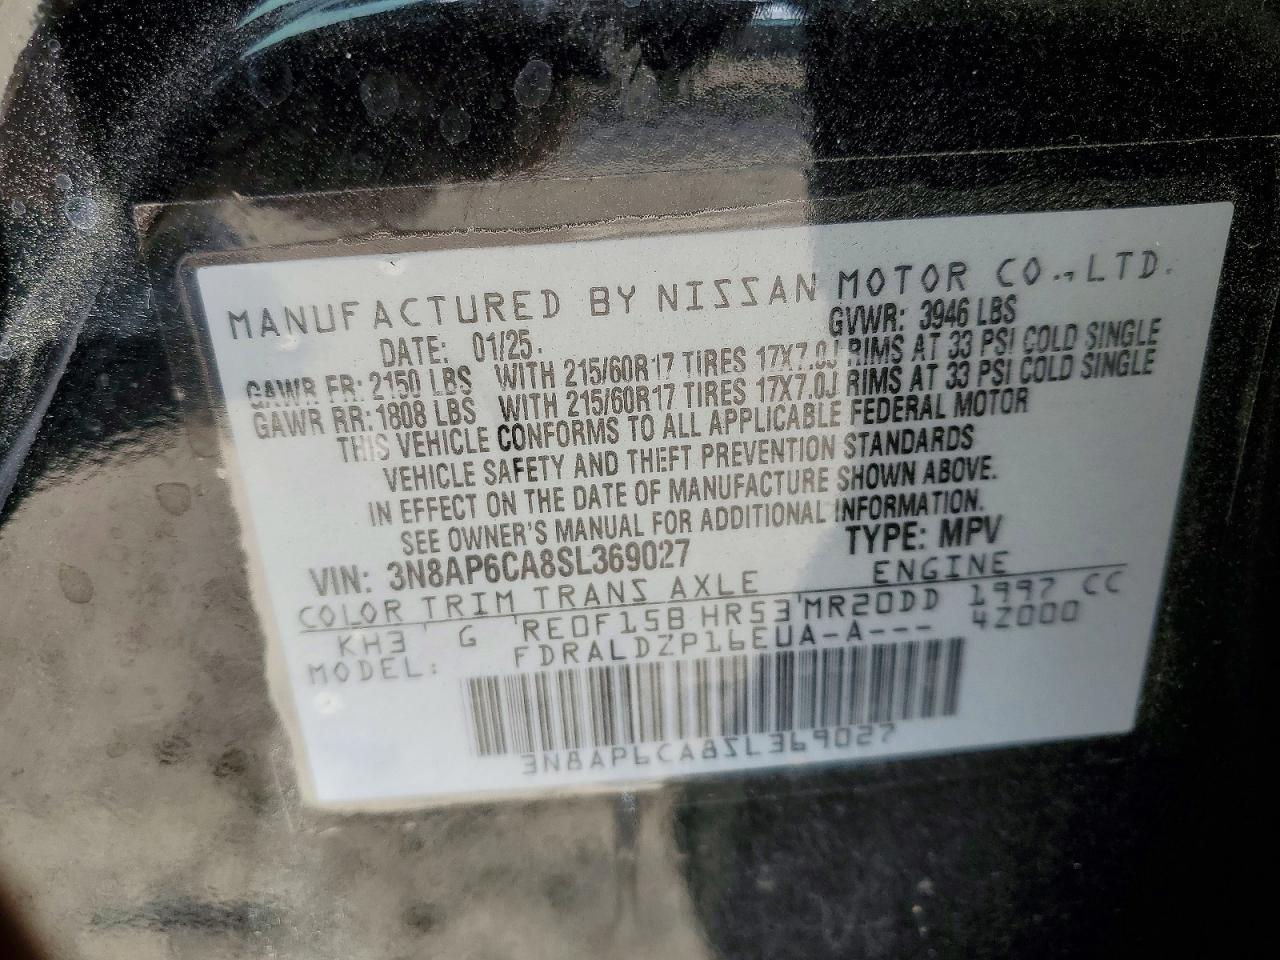 MANUFACTURED BY NISSAN MOTOR CO., LTD.
DATE: 01/25. GVWR: 3946 LBS
GAWR FR: 2150 LBS WITH 215/60R17 TIRES 17X7.0J RIMS AT 33 PSI COLD SINGLE
GAWR RR: 1808 LBS WITH 215/60R17 TIRES 17X7.0J RIMS AT 33 PSI COLD SINGLE
THIS VEHICLE CONFORMS TO ALL APPLICABLE FEDERAL MOTOR
VEHICLE SAFETY AND THEFT PREVENTION STANDARDS
IN EFFECT ON THE DATE OF MANUFACTURE SHOWN ABOVE.
SEE OWNER'S MANUAL FOR ADDITIONAL INFORMATION.
VIN: 3N8AP6CA8SL369027 TYPE: MPV
COLOR TRIM TRANS AXLE ENGINE
KH3 G RE0F15B HR53 MR20DD 1997 CC
MODEL: FDRALDZP16EUA-A--- 4Z000
3N8AP6CA8SL369027